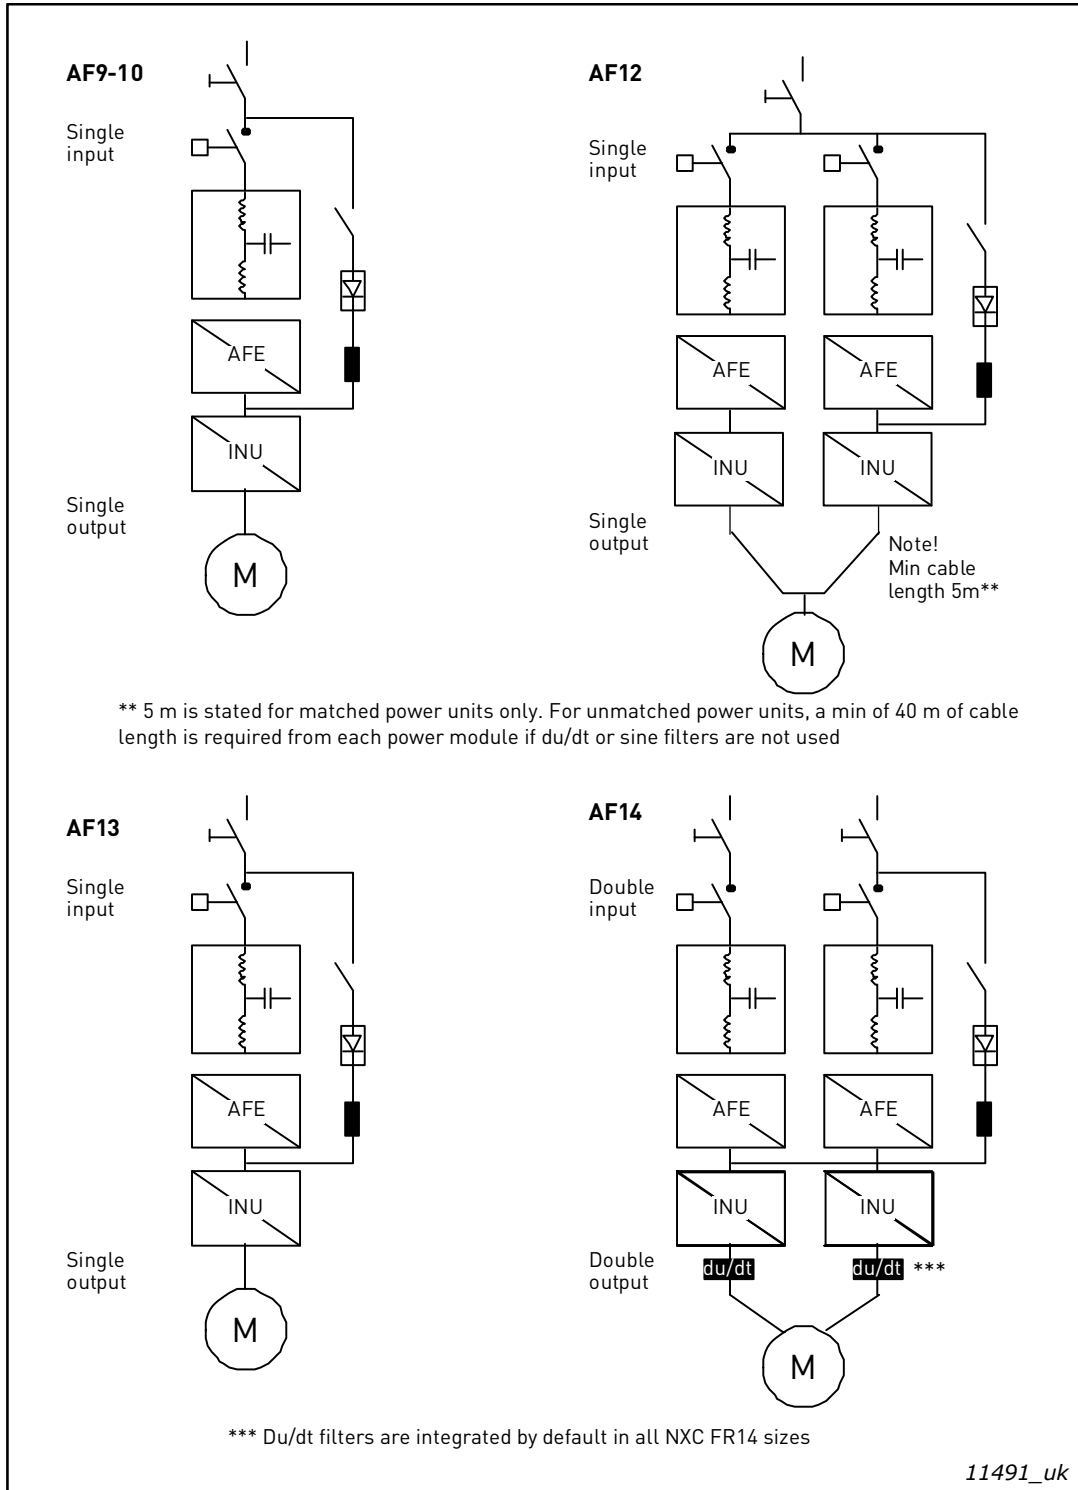 AF9-10
Single
input
AFE
INU
Single
output
M
AF12
Single
input
AFE
AFE
INU
INU
Single
output
Note!
Min cable
length 5m**
M
** 5 m is stated for matched power units only. For unmatched power units, a min of 40 m of cable
length is required from each power module if du/dt or sine filters are not used
AF13
Single
input
AFE
INU
Single
output
M
AF14
Double
input
AFE
AFE
INU
INU
Double
output
du/dt
du/dt ***
M
*** Du/dt filters are integrated by default in all NXC FR14 sizes
11491_uk